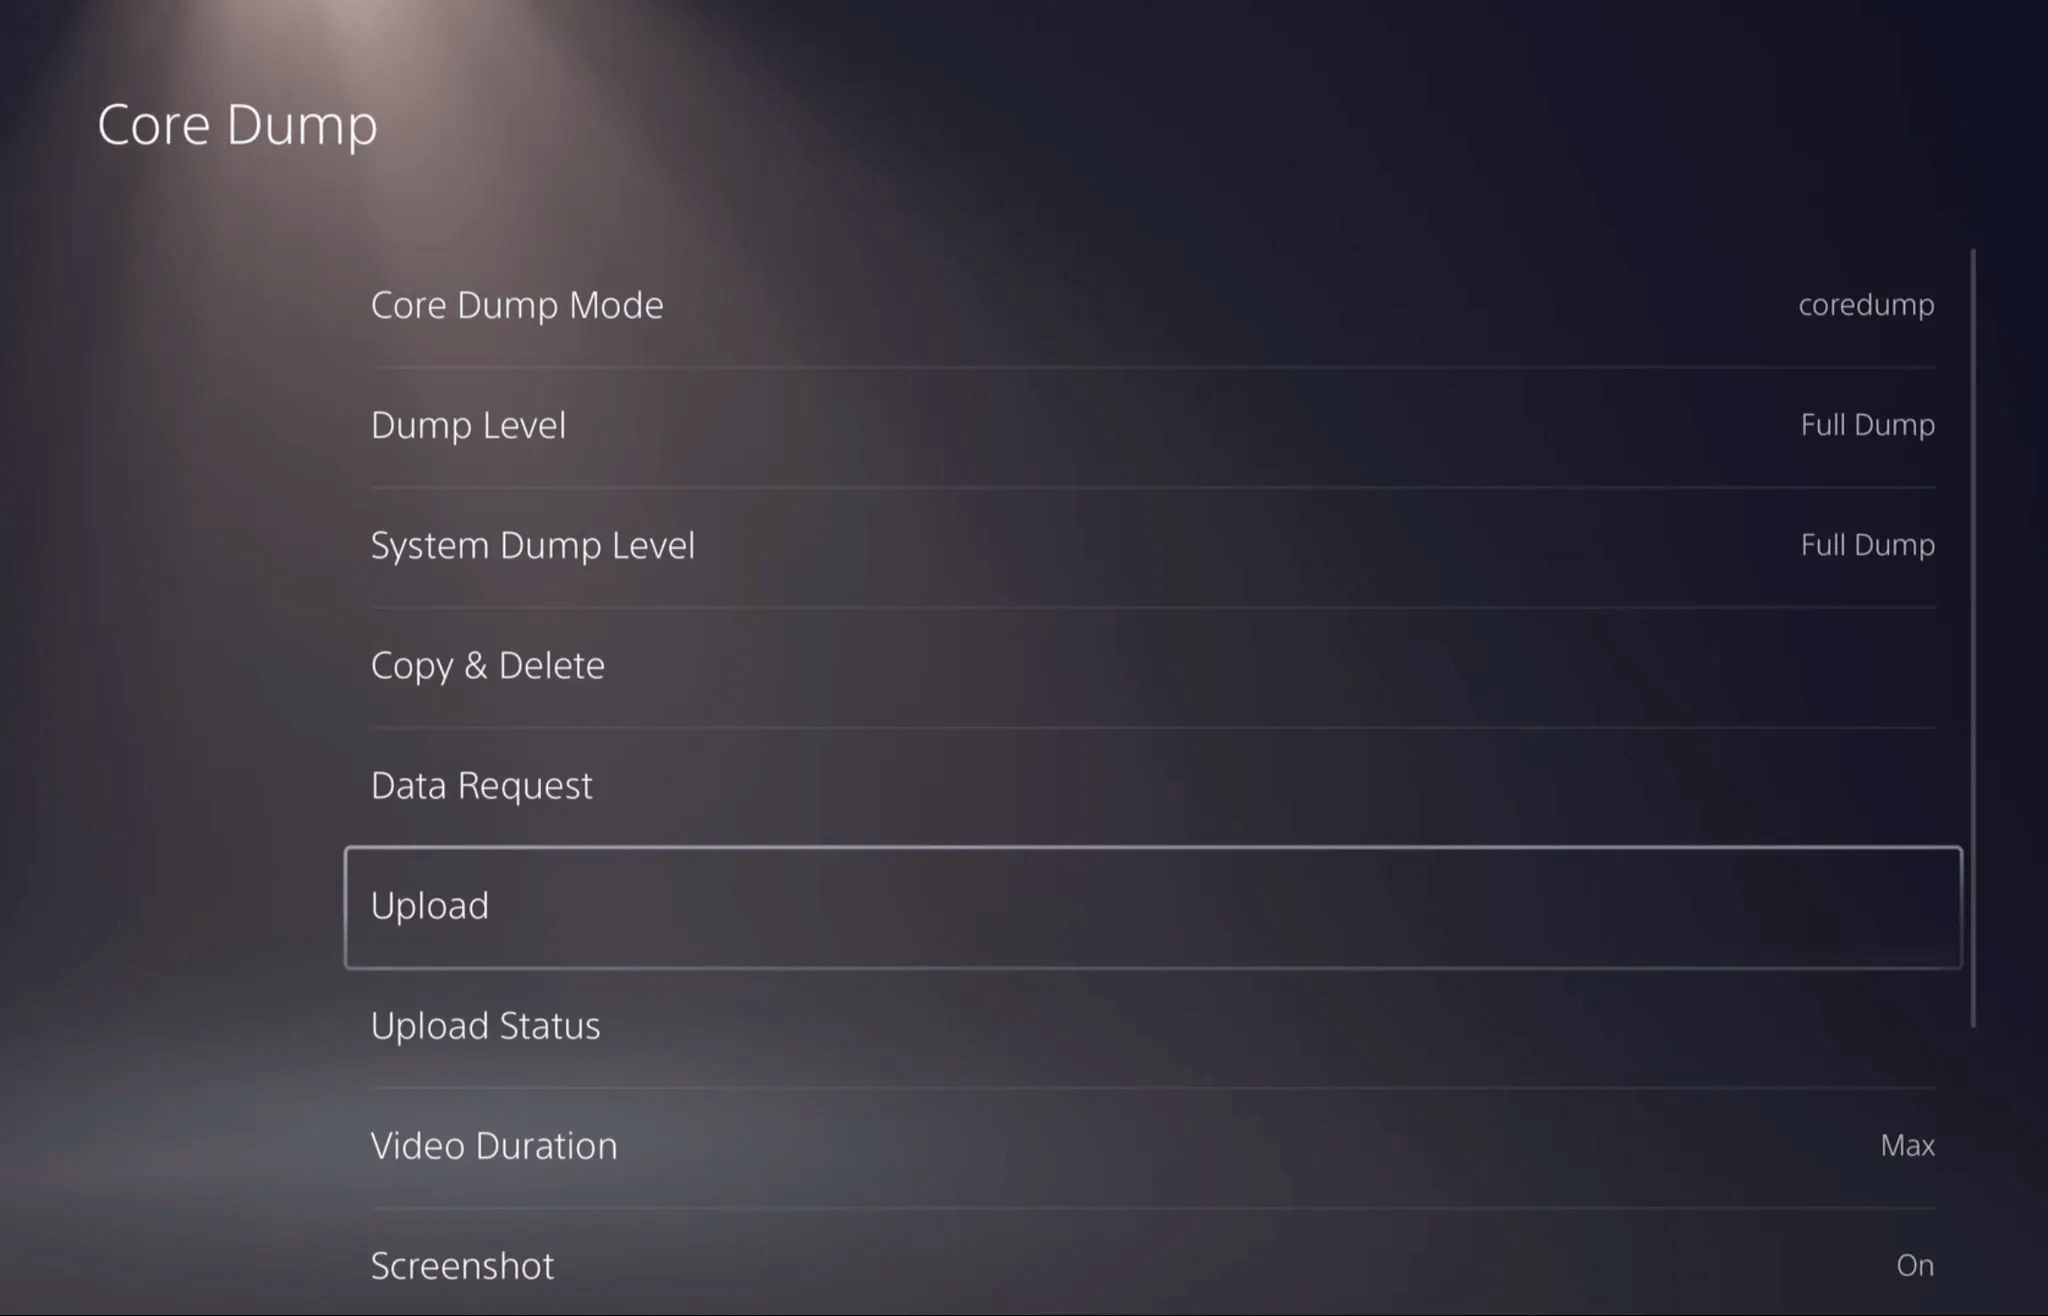 Core Dump
Core Dump Mode coredump
Dump Level Full Dump
System Dump Level Full Dump
Copy & Delete
Data Request
Upload
Upload Status
Video Duration Max
Screenshot On